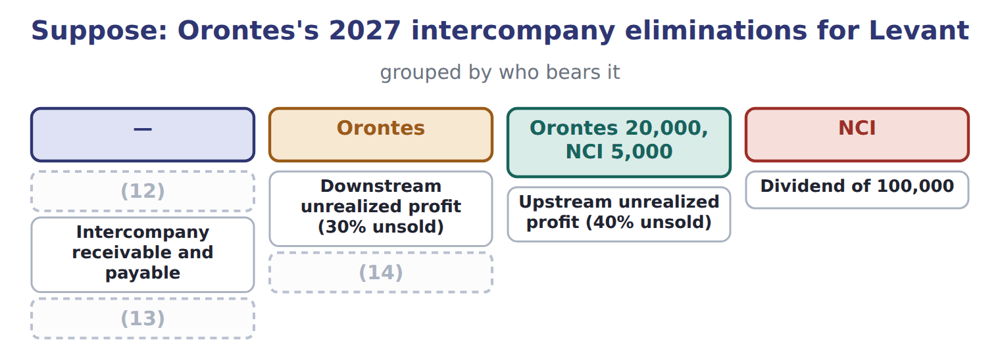 Suppose: Orontes's 2027 intercompany eliminations for Levant
grouped by who bears it
—
(12)
Intercompany
receivable and
payable
(13)
Orontes
Downstream
unrealized profit
(30% unsold)
(14)
Orontes 20,000,
NCI 5,000
Upstream unrealized
profit (40% unsold)
NCI
Dividend of 100,000